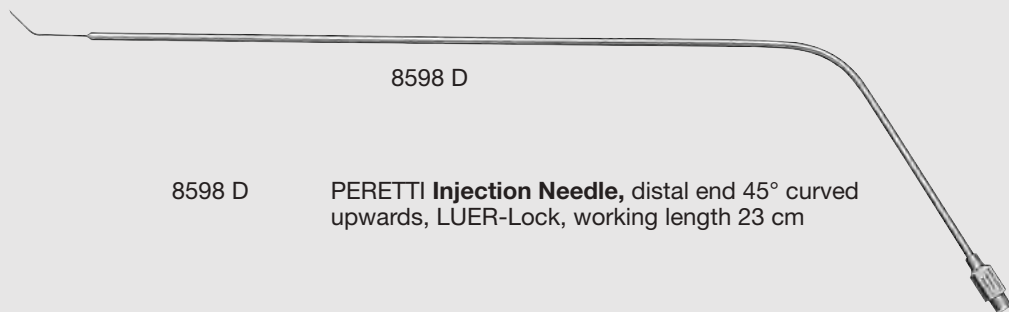 8598 D
8598 D PERETTI Injection Needle, distal end 45° curved
upwards, LUER-Lock, working length 23 cm